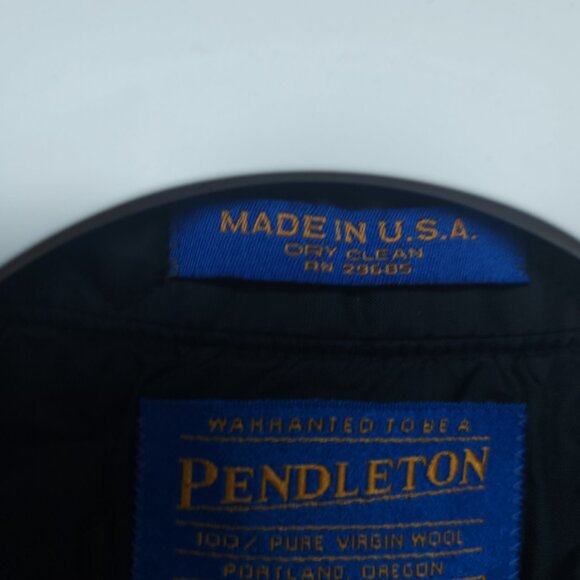 MADE IN U.S.A.
DRY CLEAN
RN 29685
WARRANTED TO BE A
PENDLETON
100% PURE VIRGIN WOOL
PORTLAND, OREGON